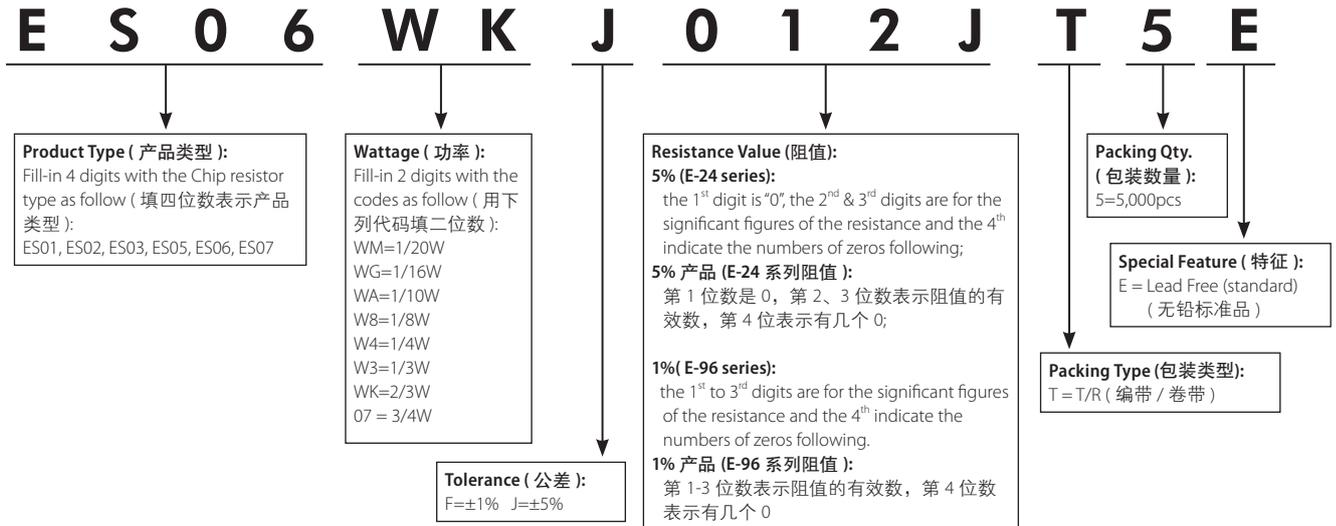 ES06 WK J 012J T 5 E
Product Type ( 产品类型 ):
Fill-in 4 digits with the Chip resistor
type as follow ( 填四位数表示产品
类型 ):
ES01, ES02, ES03, ES05, ES06, ES07
Wattage ( 功率 ):
Fill-in 2 digits with the
codes as follow ( 用下
列代码填二位数 ):
WM=1/20W
WG=1/16W
WA=1/10W
W8=1/8W
W4=1/4W
W3=1/3W
WK=2/3W
07 = 3/4W
Tolerance ( 公差 ):
F=±1% J=±5%
Resistance Value (阻值):
5% (E-24 series):
the 1st digit is “0”, the 2nd & 3rd digits are for the
significant figures of the resistance and the 4th
indicate the numbers of zeros following;
5% 产品 (E-24 系列阻值 ):
第 1 位数是 0，第 2、3 位数表示阻值的有
效数，第 4 位表示有几个 0;
1%( E-96 series):
the 1st to 3rd digits are for the significant figures
of the resistance and the 4th indicate the
numbers of zeros following.
1% 产品 (E-96 系列阻值 ):
第 1-3 位数表示阻值的有效数，第 4 位数
表示有几个 0
Packing Qty.
( 包装数量 ):
5=5,000pcs
Special Feature ( 特征 ):
E = Lead Free (standard)
( 无铅标准品 )
Packing Type (包装类型):
T = T/R ( 编带 / 卷带 )